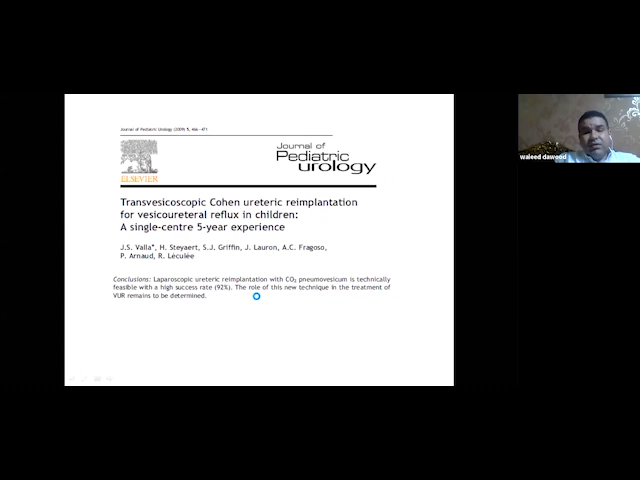 Journal of Pediatric Urology (2009) 5, 466-471
ELSEVIER
Journal of
Pediatric
urology
Transvesicoscopic Cohen ureteric reimplantation
for vesicoureteral reflux in children:
A single-centre 5-year experience
J.S. Valla*, H. Steyaert, S.J. Griffin, J. Lauron, A.C. Fragoso,
P. Arnaud, R. Léculée
Conclusions: Laparoscopic ureteric reimplantation with CO₂ pneumovesicum is technically
feasible with a high success rate (92%). The role of this new technique in the treatment of
VUR remains to be determined.
waleed dawood